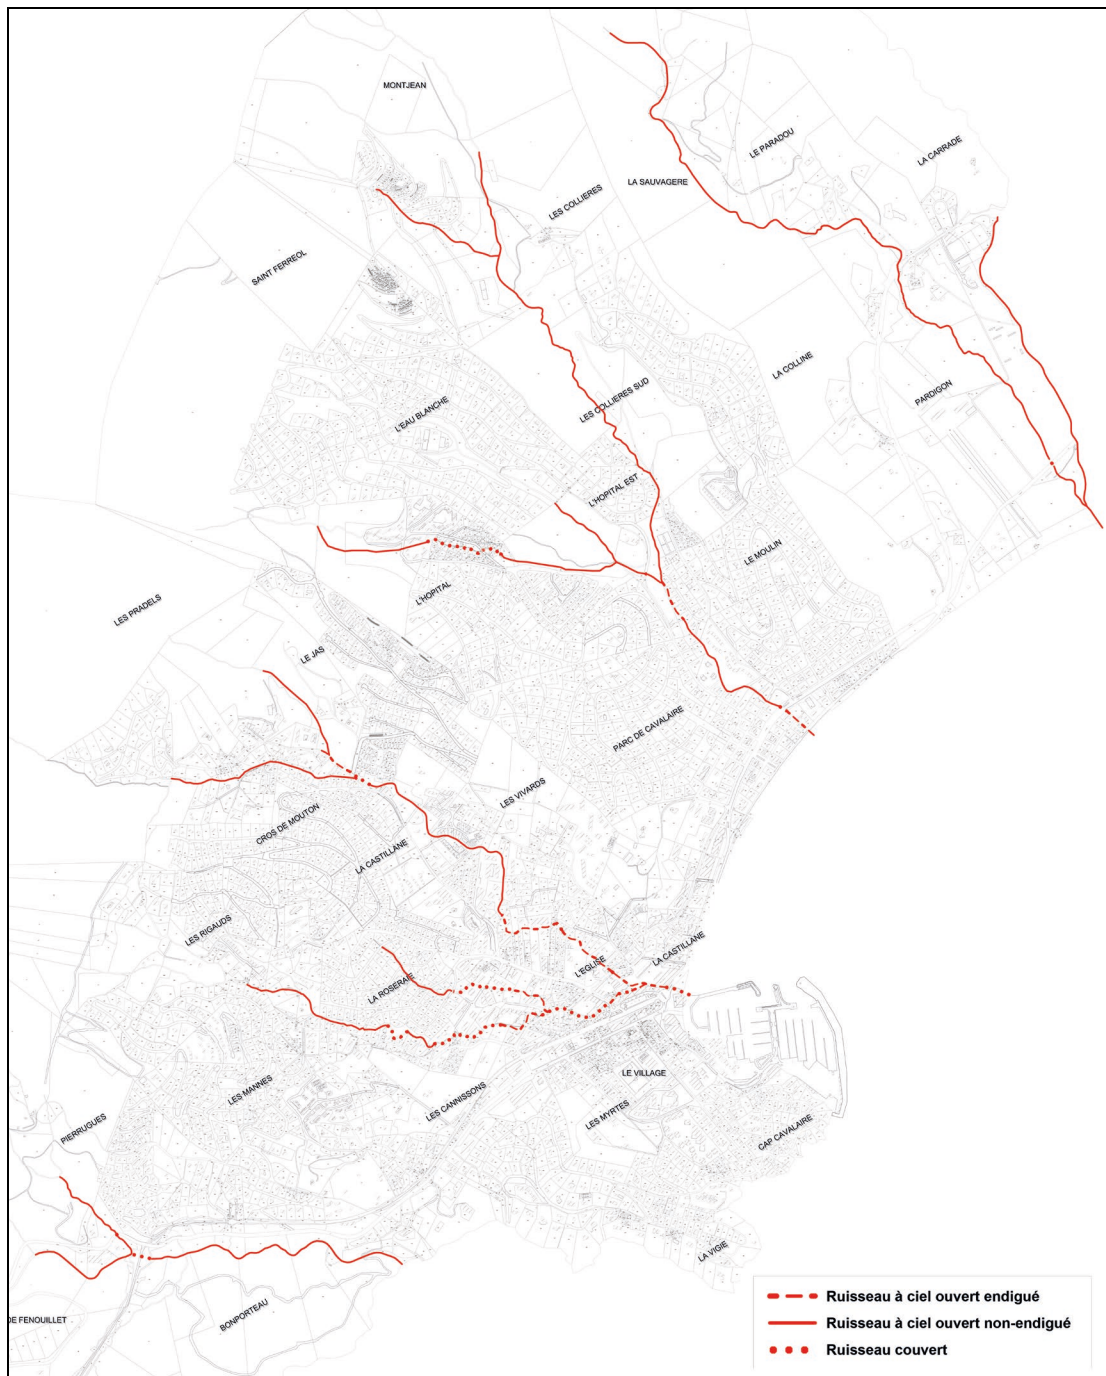 MONTJEAN
LE PARADOU
LA CARRADE
LA SAUVAGERE
LES COLLIERES
SAINT FERREOL
LA COLLINE
PARDIGON
LES COLLIERES SUD
L'EAU BLANCHE
L'HOPITAL EST
LE MOULIN
L'HOPITAL
LES PRADELS
LE JAS
PARC DE CAVALAIRE
LES VIVARDS
CROS DE MOUTON
LA CASTILLANE
LES RIGAUDS
LA CASTILLANE
L'EGLISE
LA ROSERAIE
LE VILLAGE
LES MANNES
LES CANNISSONS
LES MYRTES
PIERRUGUES
CAP CAVALAIRE
LA VIGIE
BONPORTEAU
DE FENOUILLET
Ruisseau à ciel ouvert endigué
Ruisseau à ciel ouvert non-endigué
Ruisseau couvert